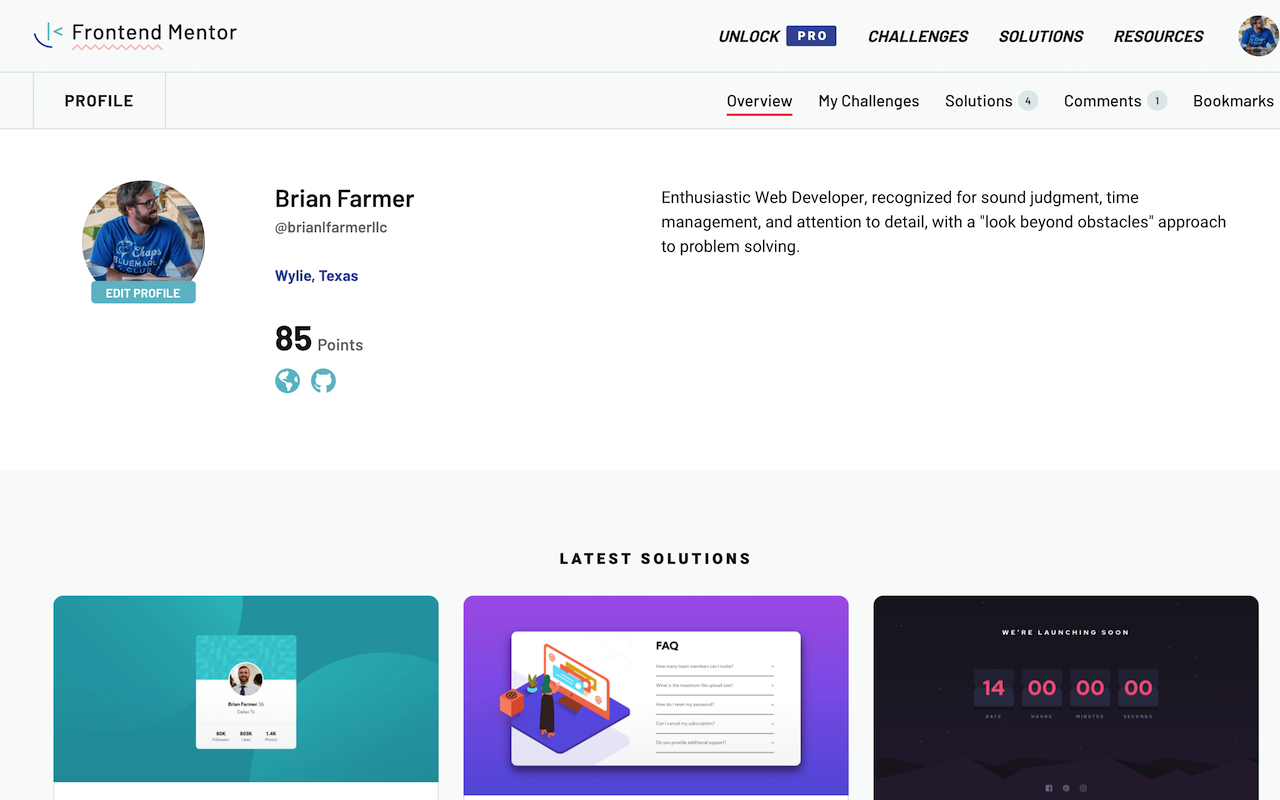 Frontend Mentor
UNLOCK PRO CHALLENGES SOLUTIONS RESOURCES
PROFILE
Overview My Challenges Solutions 4 Comments 1 Bookmarks
Brian Farmer
@brianlfarmerllc
Wylie, Texas
85 Points
EDIT PROFILE
Chaps
Enthusiastic Web Developer, recognized for sound judgment, time
management, and attention to detail, with a "look beyond obstacles" approach
to problem solving.
LATEST SOLUTIONS
Brian Farmer 36
Dallas Tx
80K 803K 1.4K
Followers Likes Photos
FAQ
How many team members can I invite?
What is the maximum file upload size?
How do I reset my password?
Can I cancel my subscription?
Do you provide additional support?
WE'RE LAUNCHING SOON
14 00 00 00
DAYS HOURS MINUTES SECONDS